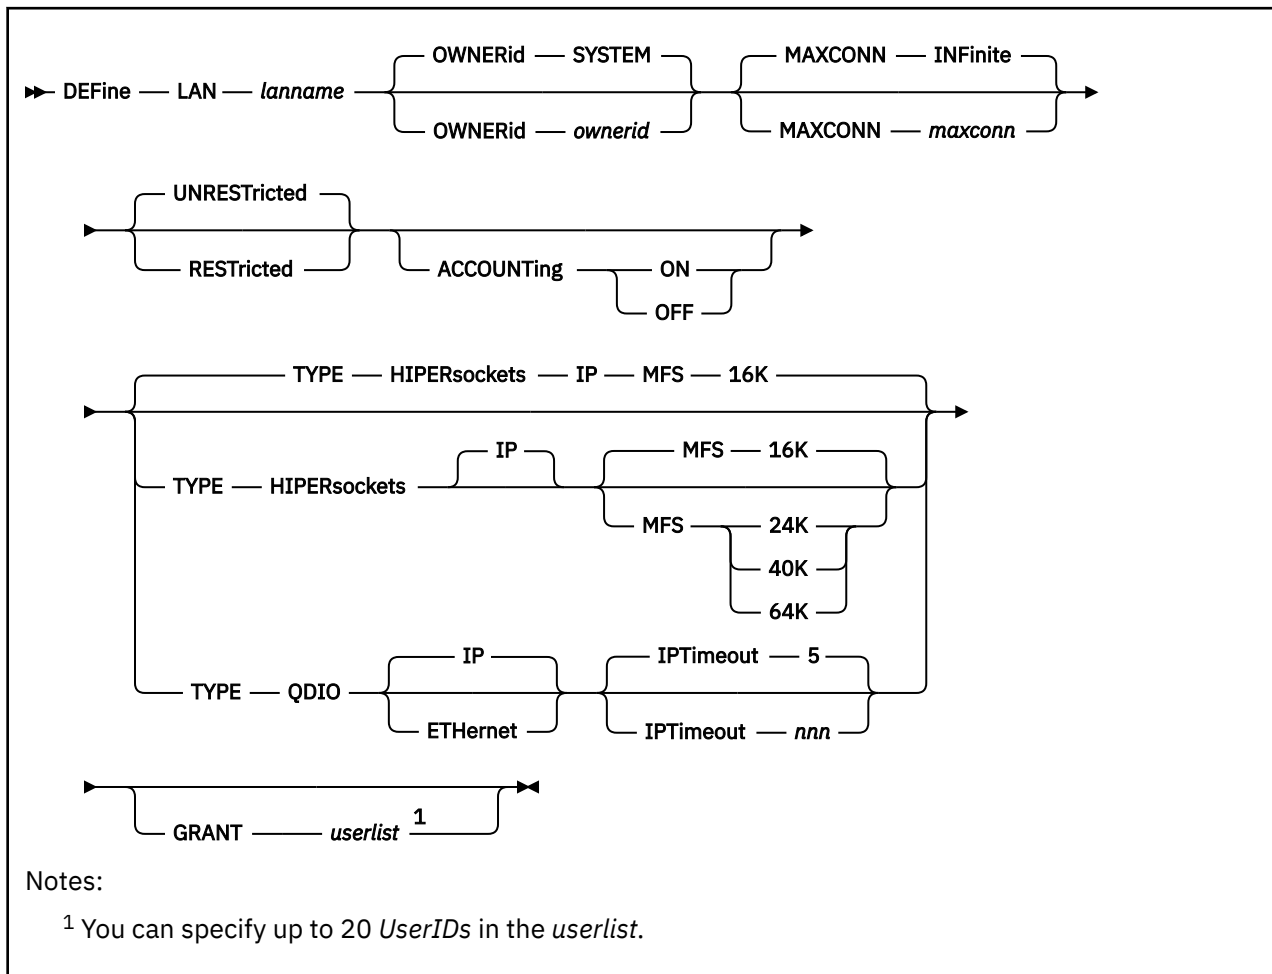 OWNERid SYSTEM MAXCONN INFinite
DEFine LAN lanname
OWNERid ownerid MAXCONN maxconn
UNRESTricted
RESTricted ACCOUNTing ON
OFF
TYPE HIPERsockets IP MFS 16K
IP MFS 16K
TYPE HIPERsockets
MFS 24K
40K
64K
IP IPTimeout 5
TYPE QDIO
ETHernet IPTimeout nnn
GRANT userlist 1
Notes:
1 You can specify up to 20 UserIDs in the userlist.